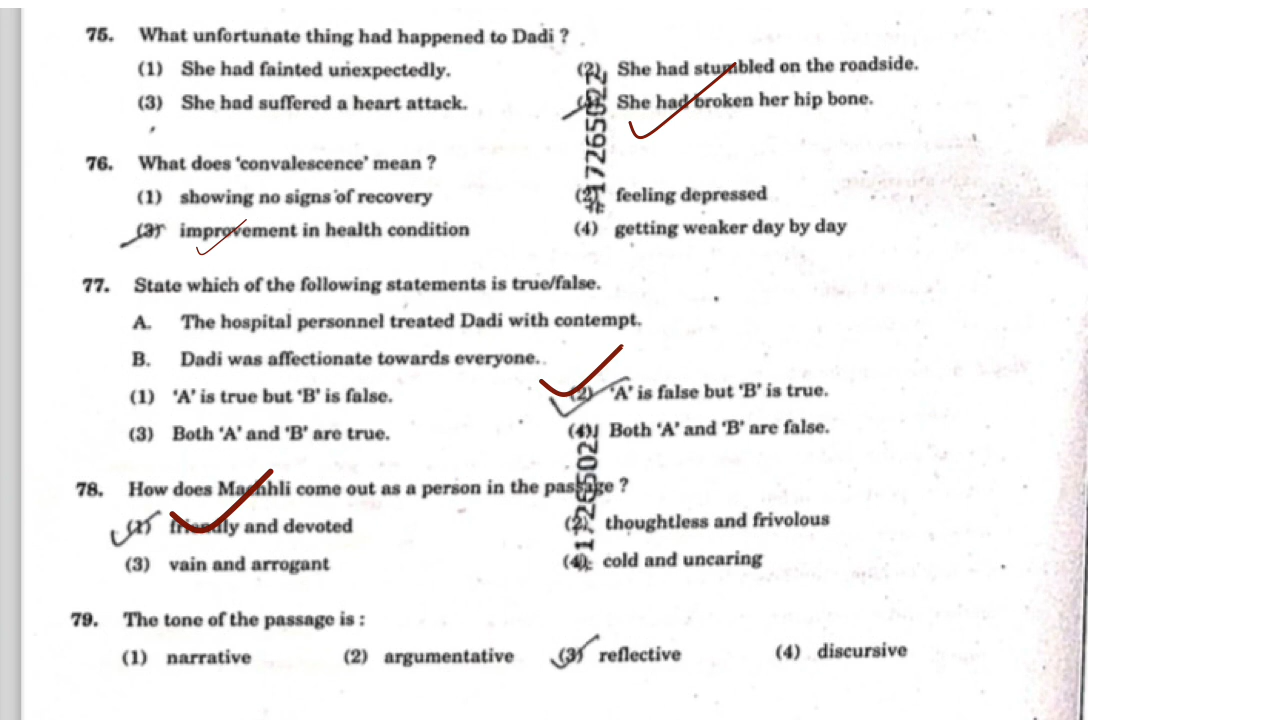 75. What unfortunate thing had happened to Dadi ?
(1) She had fainted unexpectedly. (2) She had stumbled on the roadside.
(3) She had suffered a heart attack. She had broken her hip bone.
76. What does ‘convalescence’ mean ?
(1) showing no signs of recovery (2) feeling depressed
(3) improvement in health condition (4) getting weaker day by day
77. State which of the following statements is true/false.
A. The hospital personnel treated Dadi with contempt.
B. Dadi was affectionate towards everyone.
(1) ‘A’ is true but ‘B’ is false. (2) ‘A’ is false but ‘B’ is true.
(3) Both ‘A’ and ‘B’ are true. (4) Both ‘A’ and ‘B’ are false.
78. How does Machhli come out as a person in the passage ?
(1) friendly and devoted (2) thoughtless and frivolous
(3) vain and arrogant (4) cold and uncaring
79. The tone of the passage is :
(1) narrative (2) argumentative (3) reflective (4) discursive
#17265022